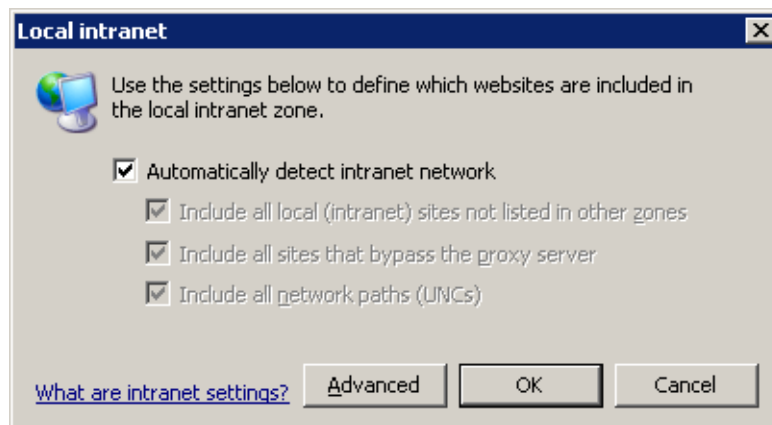 Local intranet
Use the settings below to define which websites are included in
the local intranet zone.
Automatically detect intranet network
Include all local (intranet) sites not listed in other zones
Include all sites that bypass the proxy server
Include all network paths (UNCs)
What are intranet settings? Advanced OK Cancel